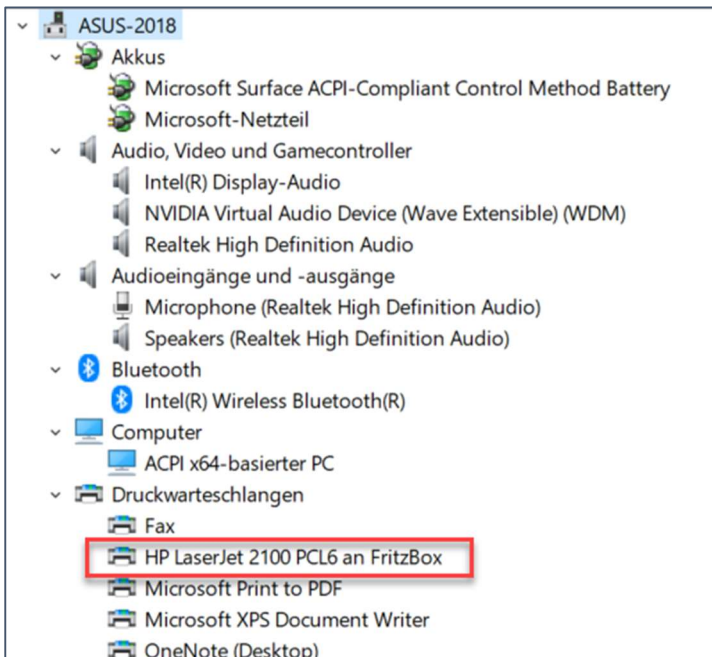 ASUS-2018
Akkus
Microsoft Surface ACPI-Compliant Control Method Battery
Microsoft-Netzteil
Audio, Video und Gamecontroller
Intel(R) Display-Audio
NVIDIA Virtual Audio Device (Wave Extensible) (WDM)
Realtek High Definition Audio
Audioeingänge und -ausgänge
Microphone (Realtek High Definition Audio)
Speakers (Realtek High Definition Audio)
Bluetooth
Intel(R) Wireless Bluetooth(R)
Computer
ACPI x64-basierter PC
Druckwarteschlangen
Fax
HP LaserJet 2100 PCL6 an FritzBox
Microsoft Print to PDF
Microsoft XPS Document Writer
OneNote (Desktop)